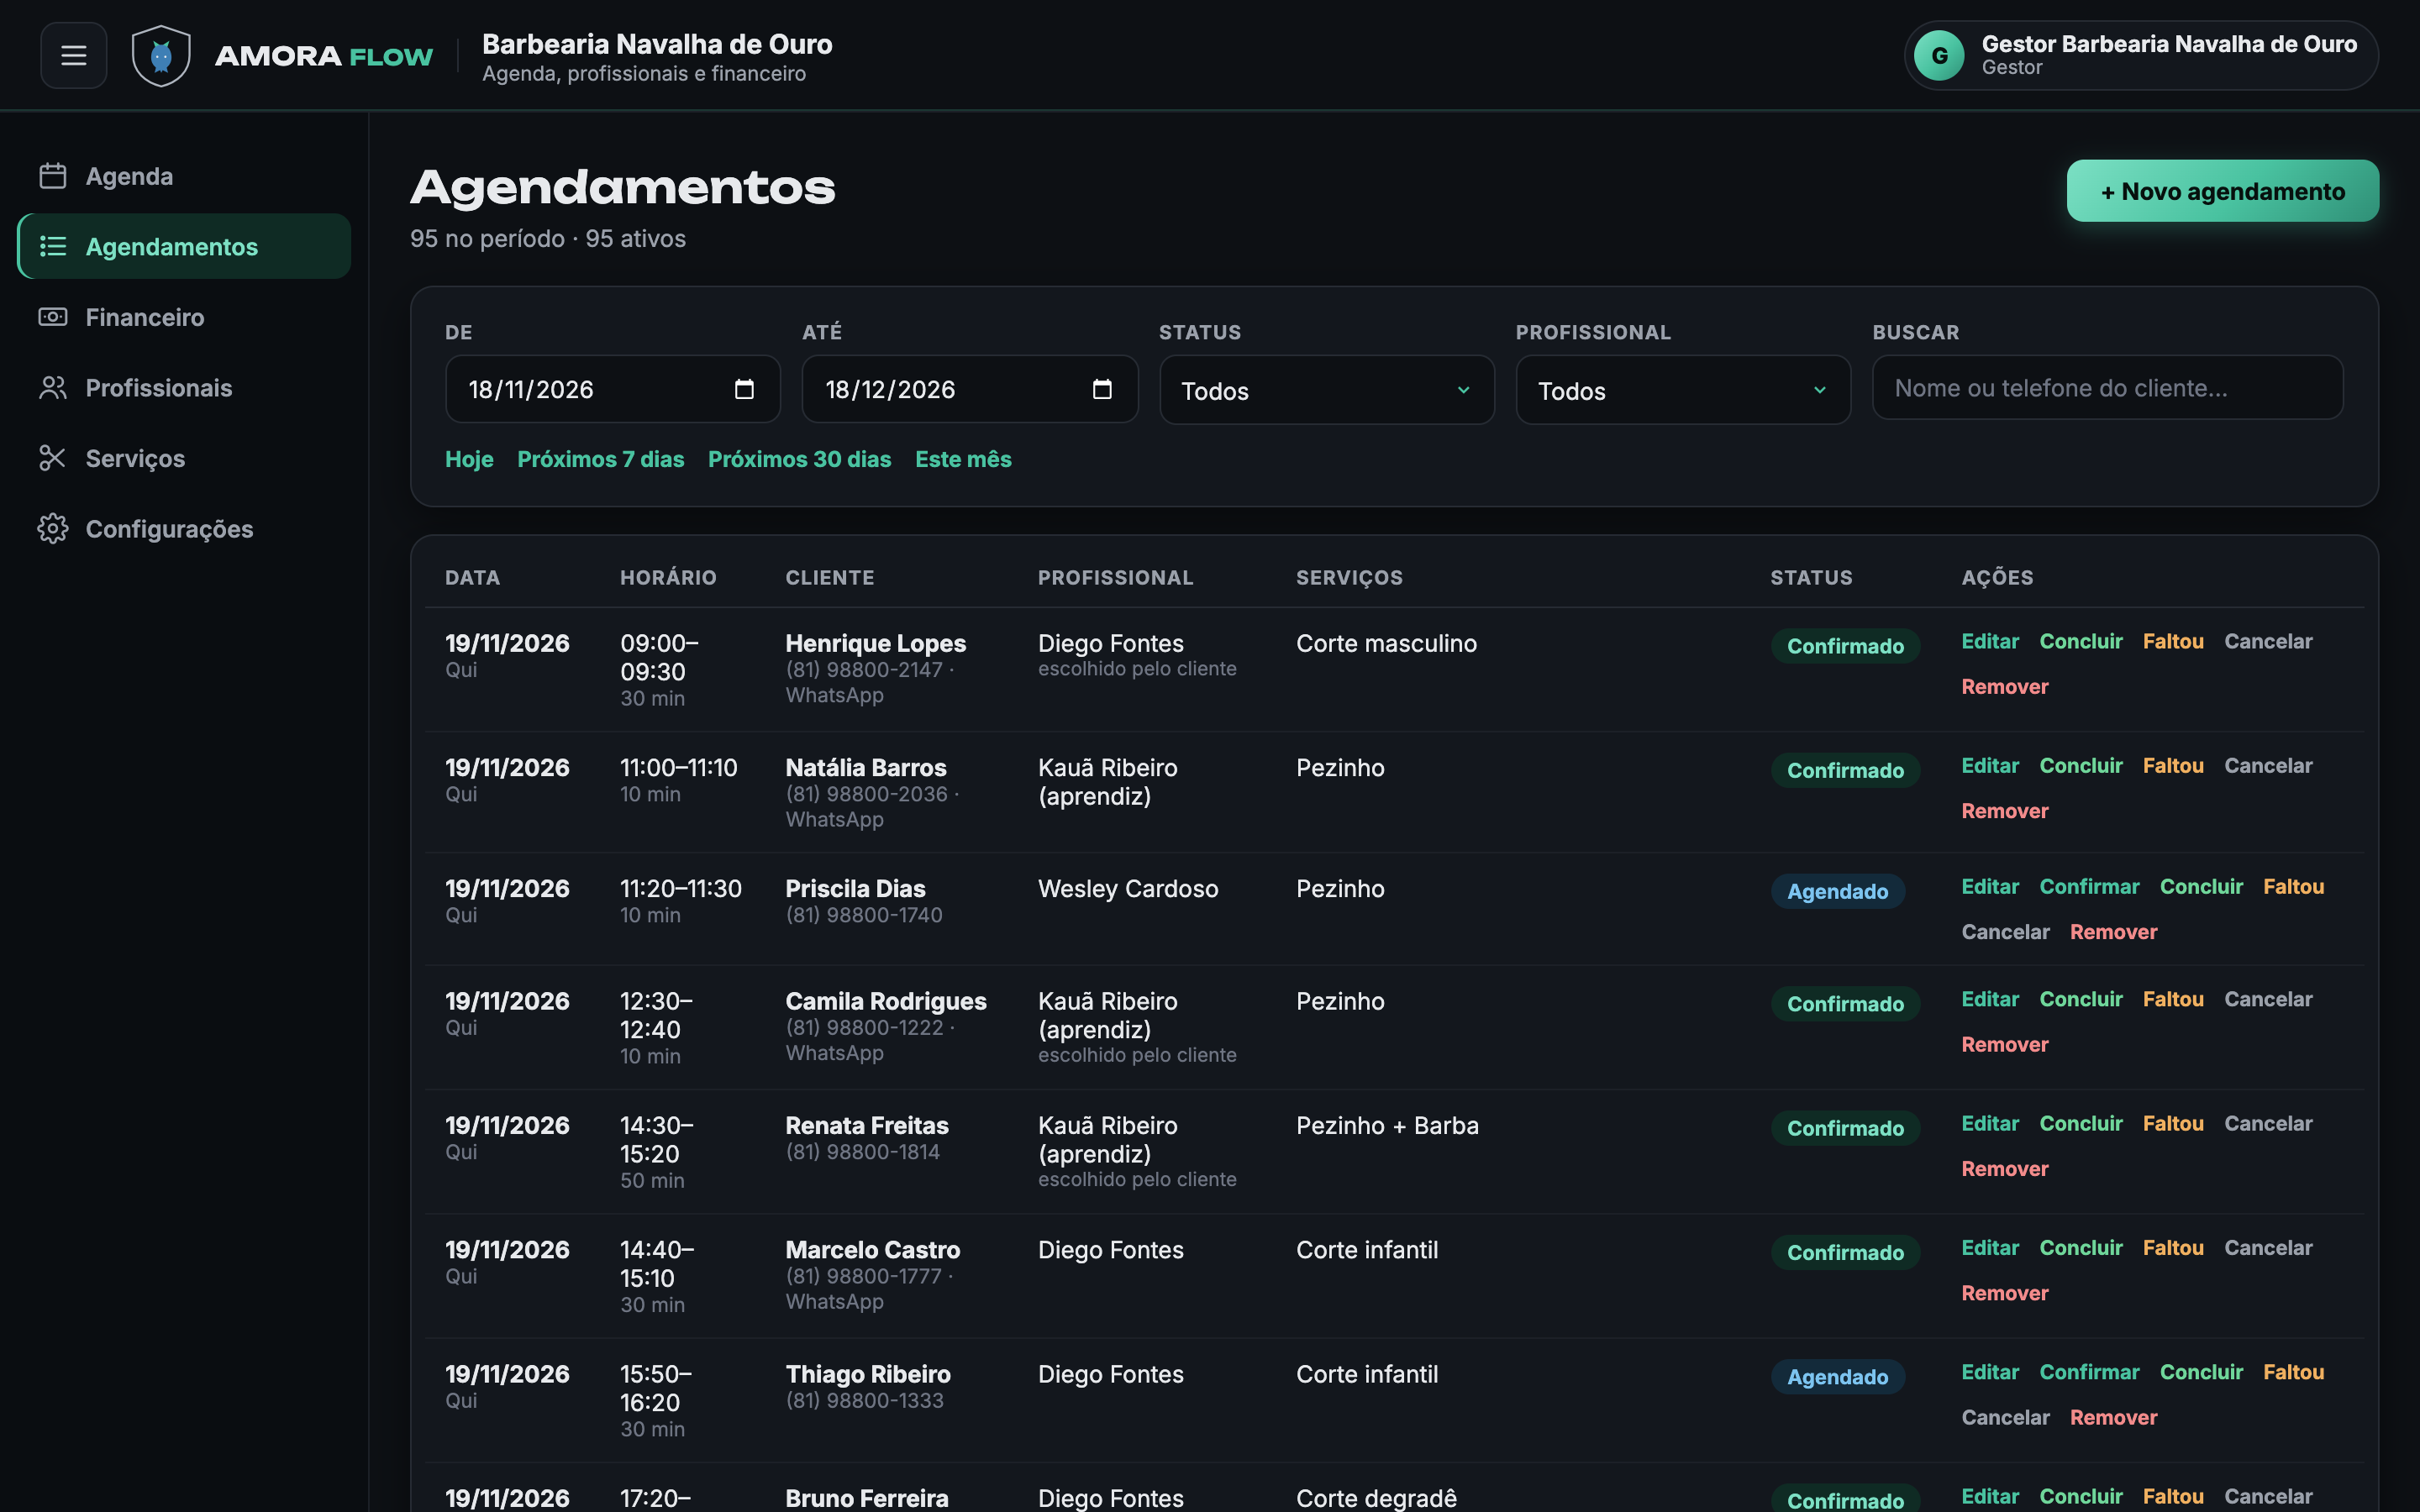 AMORA FLOW
Barbearia Navalha de Ouro
Agenda, profissionais e financeiro
G
Gestor Barbearia Navalha de Ouro
Gestor
Agenda
Agendamentos
Financeiro
Profissionais
Serviços
Configurações
Agendamentos
95 no período · 95 ativos
+ Novo agendamento
DE ATÉ STATUS PROFISSIONAL BUSCAR
18/11/2026 18/12/2026 Todos Todos Nome ou telefone do cliente...
Hoje Próximos 7 dias Próximos 30 dias Este mês
DATA HORÁRIO CLIENTE PROFISSIONAL SERVIÇOS STATUS AÇÕES
19/11/2026 09:00– Henrique Lopes Diego Fontes Corte masculino Confirmado Editar Concluir Faltou Cancelar
Qui 09:30 (81) 98800-2147 · escolhido pelo cliente
30 min WhatsApp Remover
19/11/2026 11:00–11:10 Natália Barros Kauã Ribeiro Pezinho Confirmado Editar Concluir Faltou Cancelar
Qui 10 min (81) 98800-2036 · (aprendiz)
WhatsApp Remover
19/11/2026 11:20–11:30 Priscila Dias Wesley Cardoso Pezinho Agendado Editar Confirmar Concluir Faltou
Qui 10 min (81) 98800-1740 Cancelar Remover
19/11/2026 12:30– Camila Rodrigues Kauã Ribeiro Pezinho Confirmado Editar Concluir Faltou Cancelar
Qui 12:40 (81) 98800-1222 · (aprendiz)
10 min WhatsApp escolhido pelo cliente Remover
19/11/2026 14:30– Renata Freitas Kauã Ribeiro Pezinho + Barba Confirmado Editar Concluir Faltou Cancelar
Qui 15:20 (81) 98800-1814 (aprendiz)
50 min escolhido pelo cliente Remover
19/11/2026 14:40– Marcelo Castro Diego Fontes Corte infantil Confirmado Editar Concluir Faltou Cancelar
Qui 15:10 (81) 98800-1777 ·
30 min WhatsApp Remover
19/11/2026 15:50– Thiago Ribeiro Diego Fontes Corte infantil Agendado Editar Confirmar Concluir Faltou
Qui 16:20 (81) 98800-1333
30 min Cancelar Remover
19/11/2026 17:20– Bruno Ferreira Diego Fontes Corte degradê Confirmado Editar Concluir Faltou Cancelar